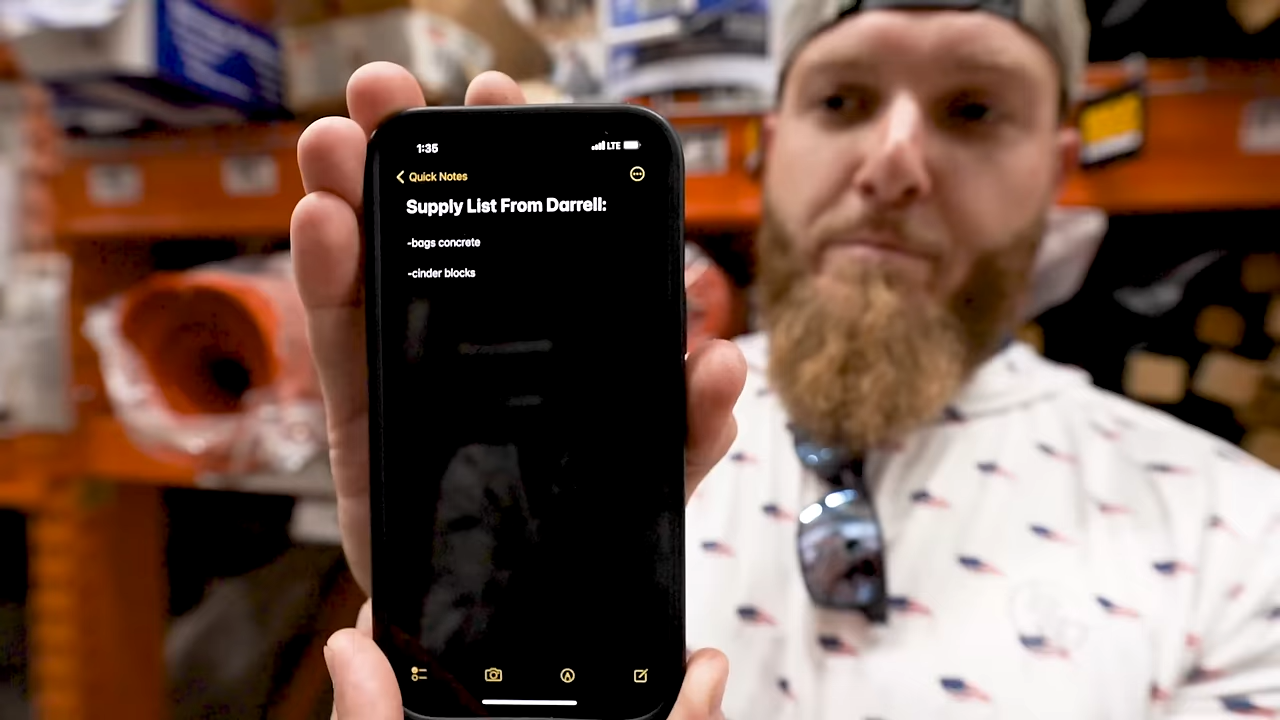 1:35
LTE
Quick Notes
Supply List From Darrell:
-bags concrete
-cinder blocks